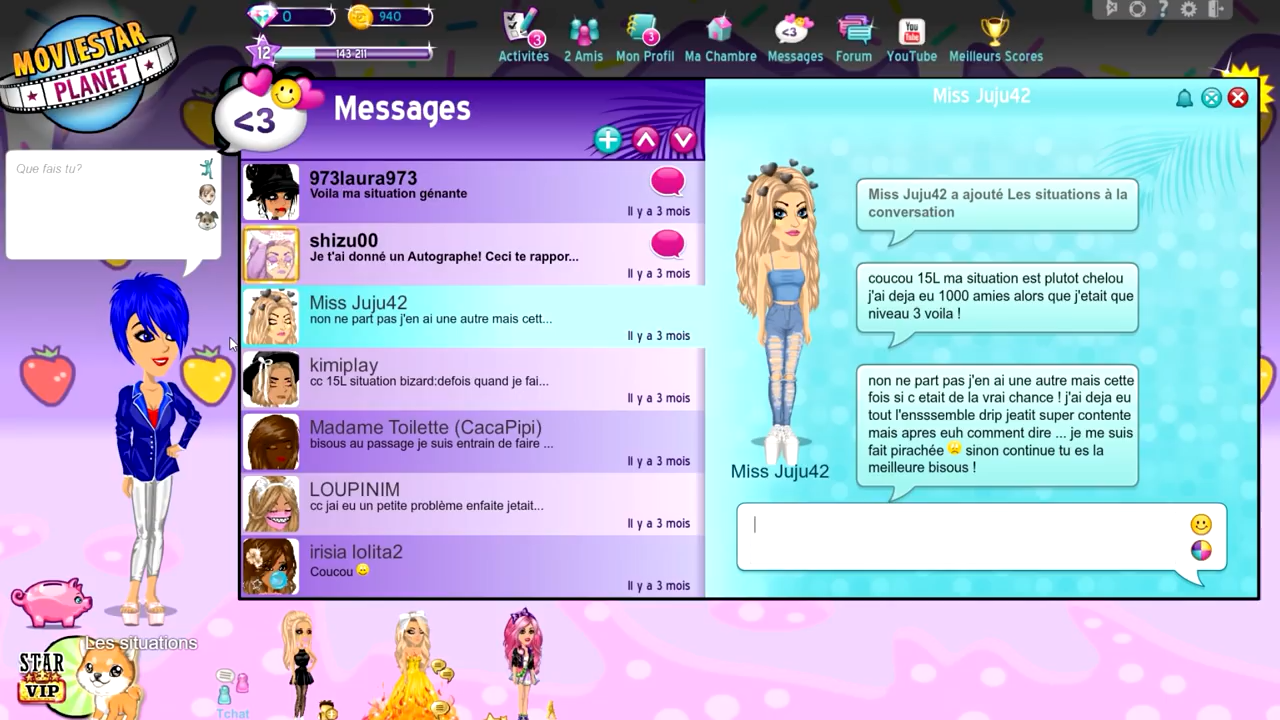 MOVIESTAR
PLANET
0
940
12
143 211
3
3
<3
?
Activités
2 Amis
Mon Profil
Ma Chambre
Messages
Forum
You
Tube
YouTube
Meilleurs Scores
<3
Messages
Que fais tu?
973laura973
Voila ma situation génante
Il y a 3 mois
shizu00
Je t'ai donné un Autographe! Ceci te rappor...
Il y a 3 mois
Miss Juju42
non ne part pas j'en ai une autre mais cett...
Il y a 3 mois
kimiplay
cc 15L situation bizard:defois quand je fai...
Il y a 3 mois
Madame Toilette (CacaPipi)
bisous au passage je suis entrain de faire ...
Il y a 3 mois
LOUPINIM
cc jai eu un petite problème enfaite jetait...
Il y a 3 mois
irisia lolita2
Coucou 😀
Il y a 3 mois
Miss Juju42
Miss Juju42 a ajouté Les situations à la
conversation
coucou 15L ma situation est plutot chelou
j'ai deja eu 1000 amies alors que j'etait que
niveau 3 voila !
non ne part pas j'en ai une autre mais cette
fois si c etait de la vrai chance ! j'ai deja eu
tout l'ensssemble drip jeatit super contente
mais apres euh comment dire ... je me suis
fait pirachée 🙁 sinon continue tu es la
meilleure bisous !
Miss Juju42
Les situations
STAR
VIP
Tchat